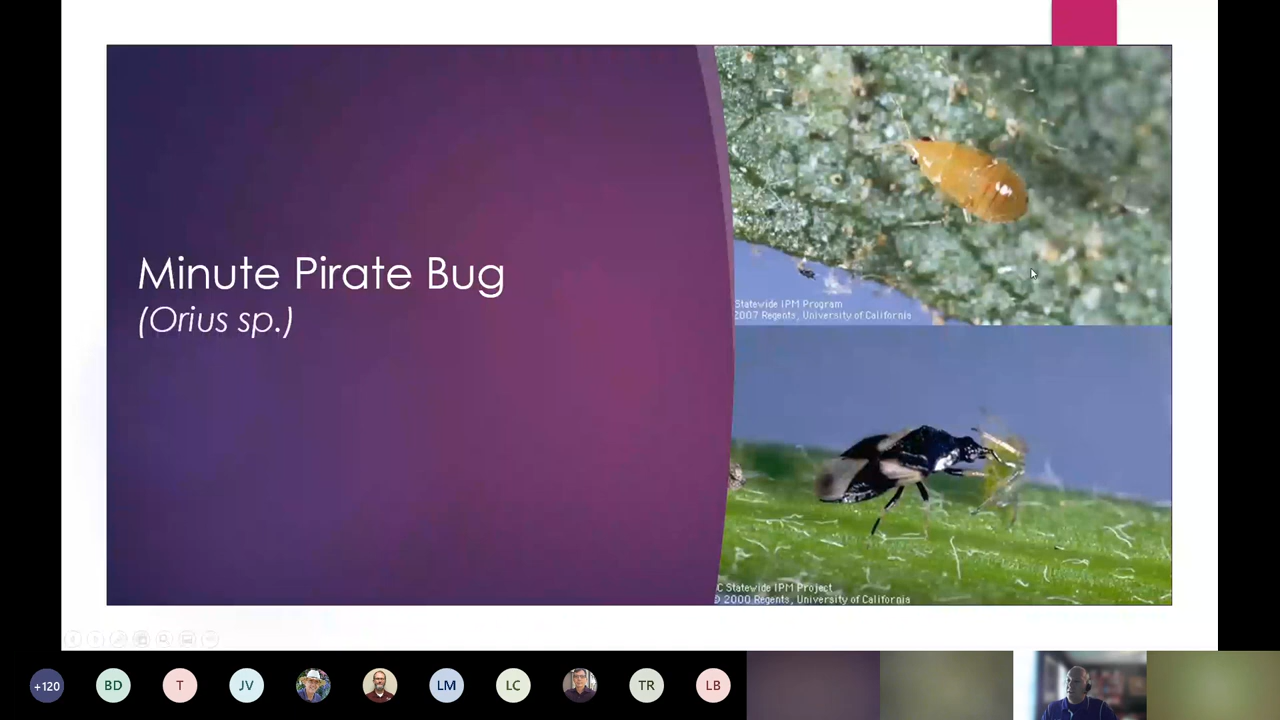 Minute Pirate Bug
(Orius sp.)
Statewide IPM Program
2007 Regents, University of California
C Statewide IPM Project
© 2000 Regents, University of California
+120
BD
T
JV
LM
LC
TR
LB